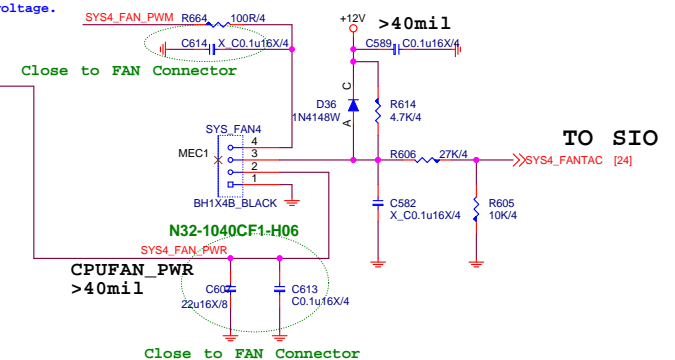 voltage.
SYS4_FAN_PWM
R664
100R/4
C614
X_C0.1u16X/4
Close to FAN Connector
+12V
>40mil
C589
C0.1u16X/4
D36
1N4148W
C
A
R614
4.7K/4
SYS_FAN4
MEC1
4
3
2
1
BH1X4B_BLACK
N32-1040CF1-H06
R606
27K/4
TO SIO
SYS4_FANTAC [24]
C582
X_C0.1u16X/4
R605
10K/4
SYS4_FAN_PWR
CPUFAN_PWR
>40mil
22u16X/8
C613
C0.1u16X/4
Close to FAN Connector